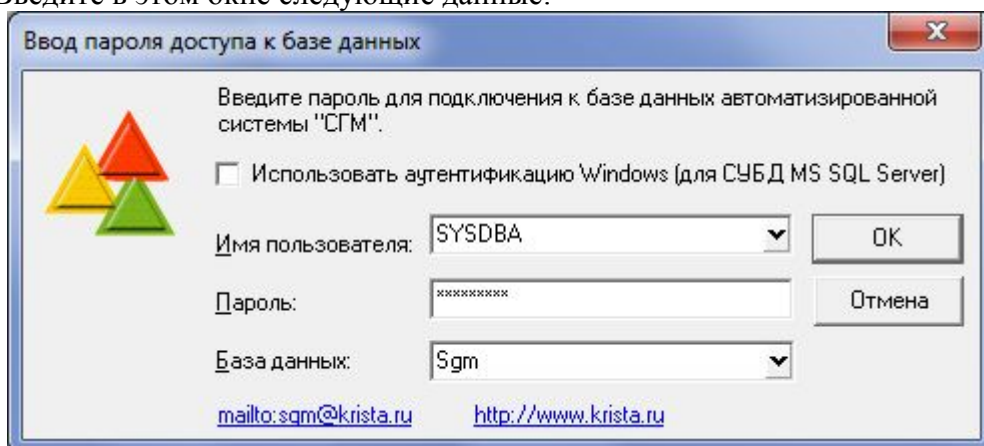 Введите в этом окне следующие данные:
Ввод пароля доступа к базе данных
Введите пароль для подключения к базе данных автоматизированной
системы "СГМ".
Использовать аутентификацию Windows (для СУБД MS SQL Server)
Имя пользователя: SYSDBA OK
Пароль: ********* Отмена
База данных: Sgm
mailto:sgm@krista.ru http://www.krista.ru